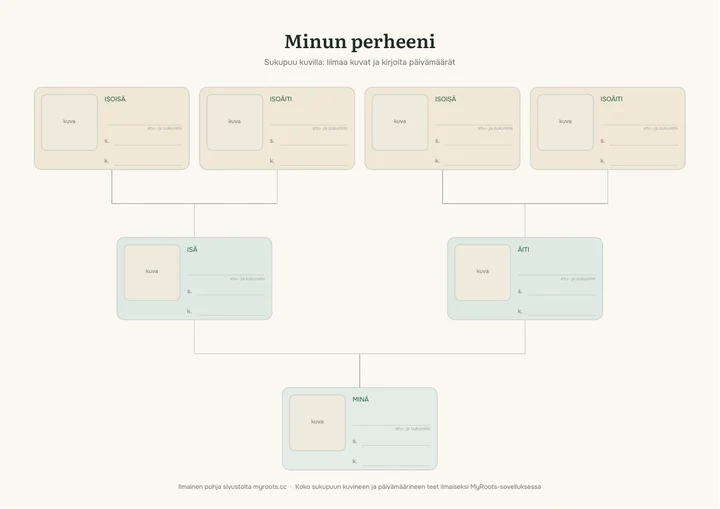 Minun perheeni
Sukupuu kuvilla: liimaa kuvat ja kirjoita päivämäärät
kuva
ISOISÄ
etu- ja sukunimi
s.
k.
kuva
ISOÄITI
etu- ja sukunimi
s.
k.
kuva
ISOISÄ
etu- ja sukunimi
s.
k.
kuva
ISOÄITI
etu- ja sukunimi
s.
k.
kuva
ISÄ
etu- ja sukunimi
s.
k.
kuva
ÄITI
etu- ja sukunimi
s.
k.
kuva
MINÄ
etu- ja sukunimi
s.
k.
Ilmainen pohja sivustolta myroots.cc · Koko sukupuun kuvineen ja päivämäärineen teet ilmaiseksi MyRoots-sovelluksessa